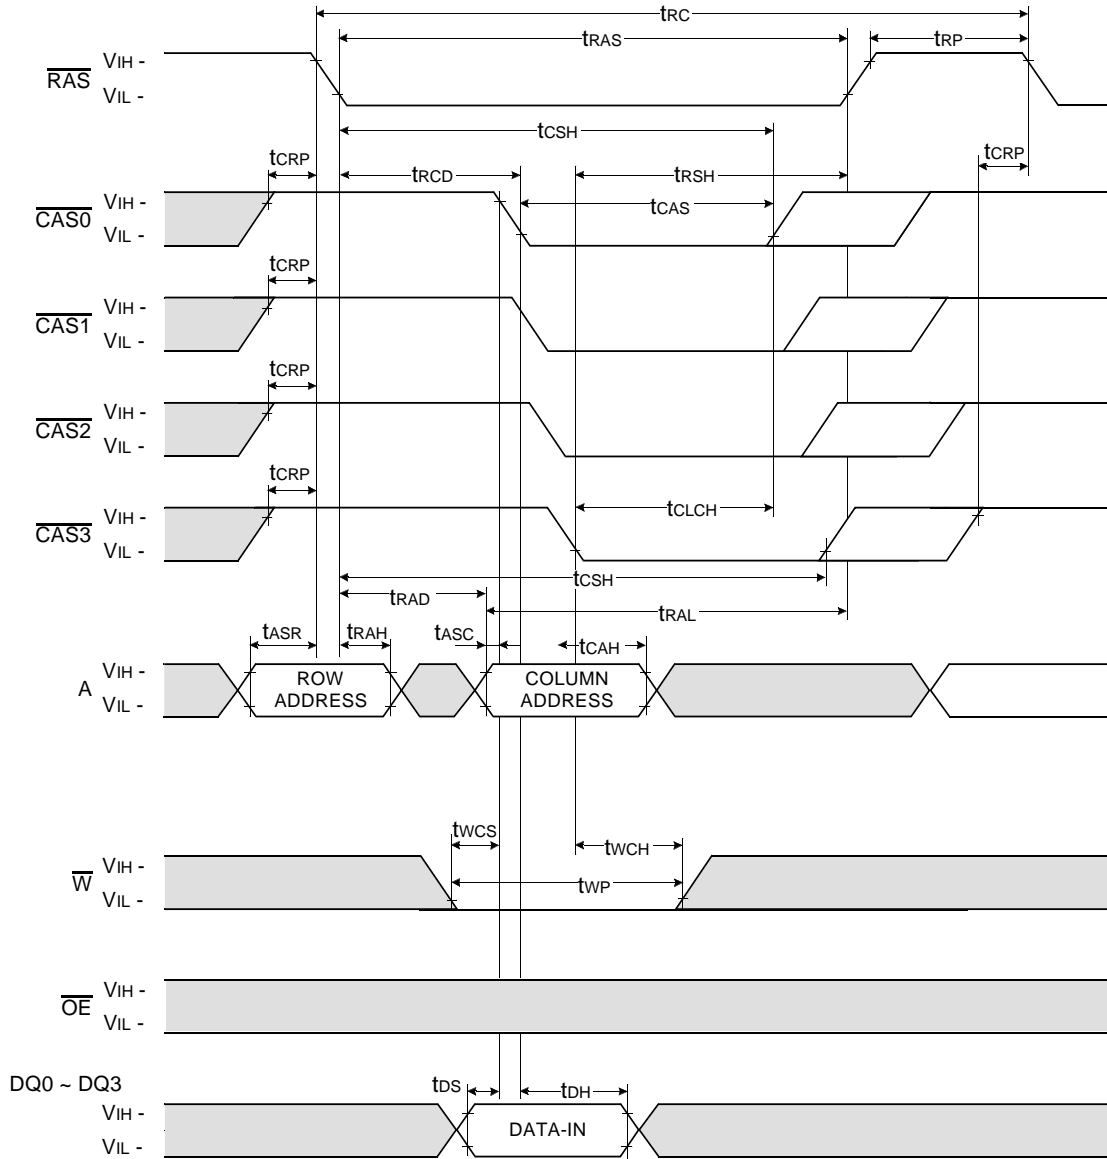 tRC
tRAS tRP
RAS VIH -
VIL -
tCSH
tCRP tRCD tRSH tCRP
CAS0 VIH -
VIL -
tCAS
tCRP
CAS1 VIH -
VIL -
tCRP
CAS2 VIH -
VIL -
tCRP
CAS3 VIH -
VIL -
tCLCH
tCSH
tRAD tRAL
tASR tRAH tASC tCAH
A VIH -
VIL -
ROW
ADDRESS
COLUMN
ADDRESS
tWCS tWCH
W VIH -
VIL -
tWP
OE VIH -
VIL -
DQ0 ~ DQ3
tDS tDH
VIH -
VIL -
DATA-IN